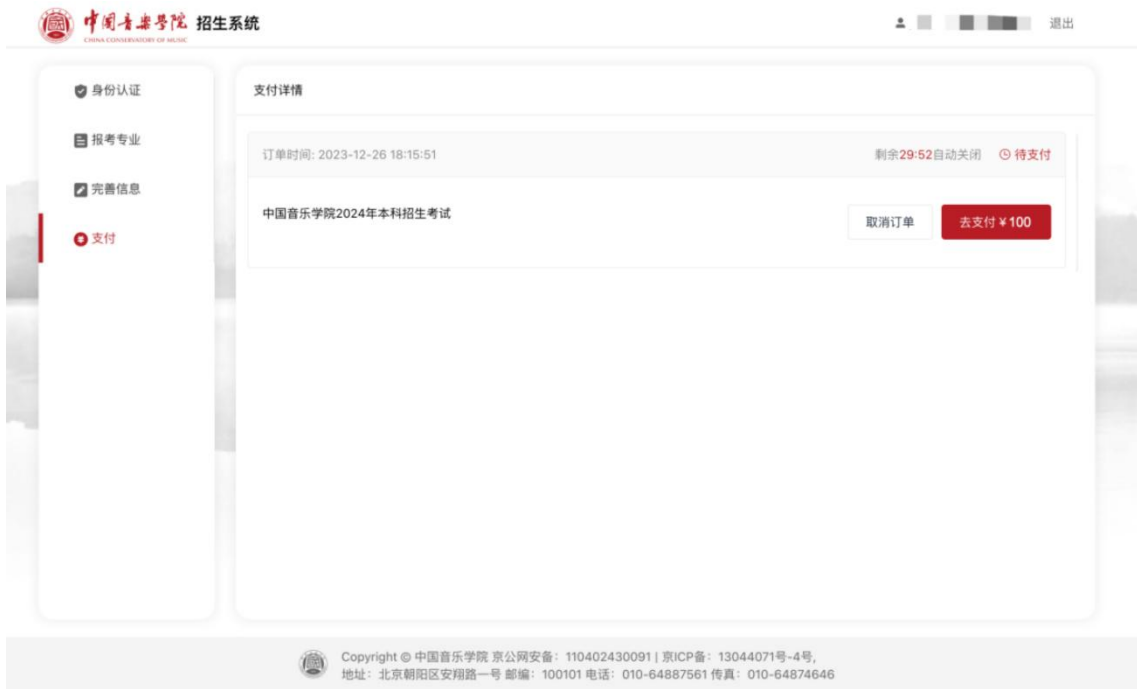 中国音乐学院 招生系统
CHINA CONSERVATORY OF MUSIC
退出
身份认证
报考专业
完善信息
支付
支付详情
订单时间: 2023-12-26 18:15:51
剩余29:52自动关闭 待支付
中国音乐学院2024年本科招生考试
取消订单
去支付¥100
Copyright © 中国音乐学院 京公网安备：110402430091 | 京ICP备：13044071号-4号,
地址：北京朝阳区安翔路一号 邮编：100101 电话：010-64887561 传真：010-64874646